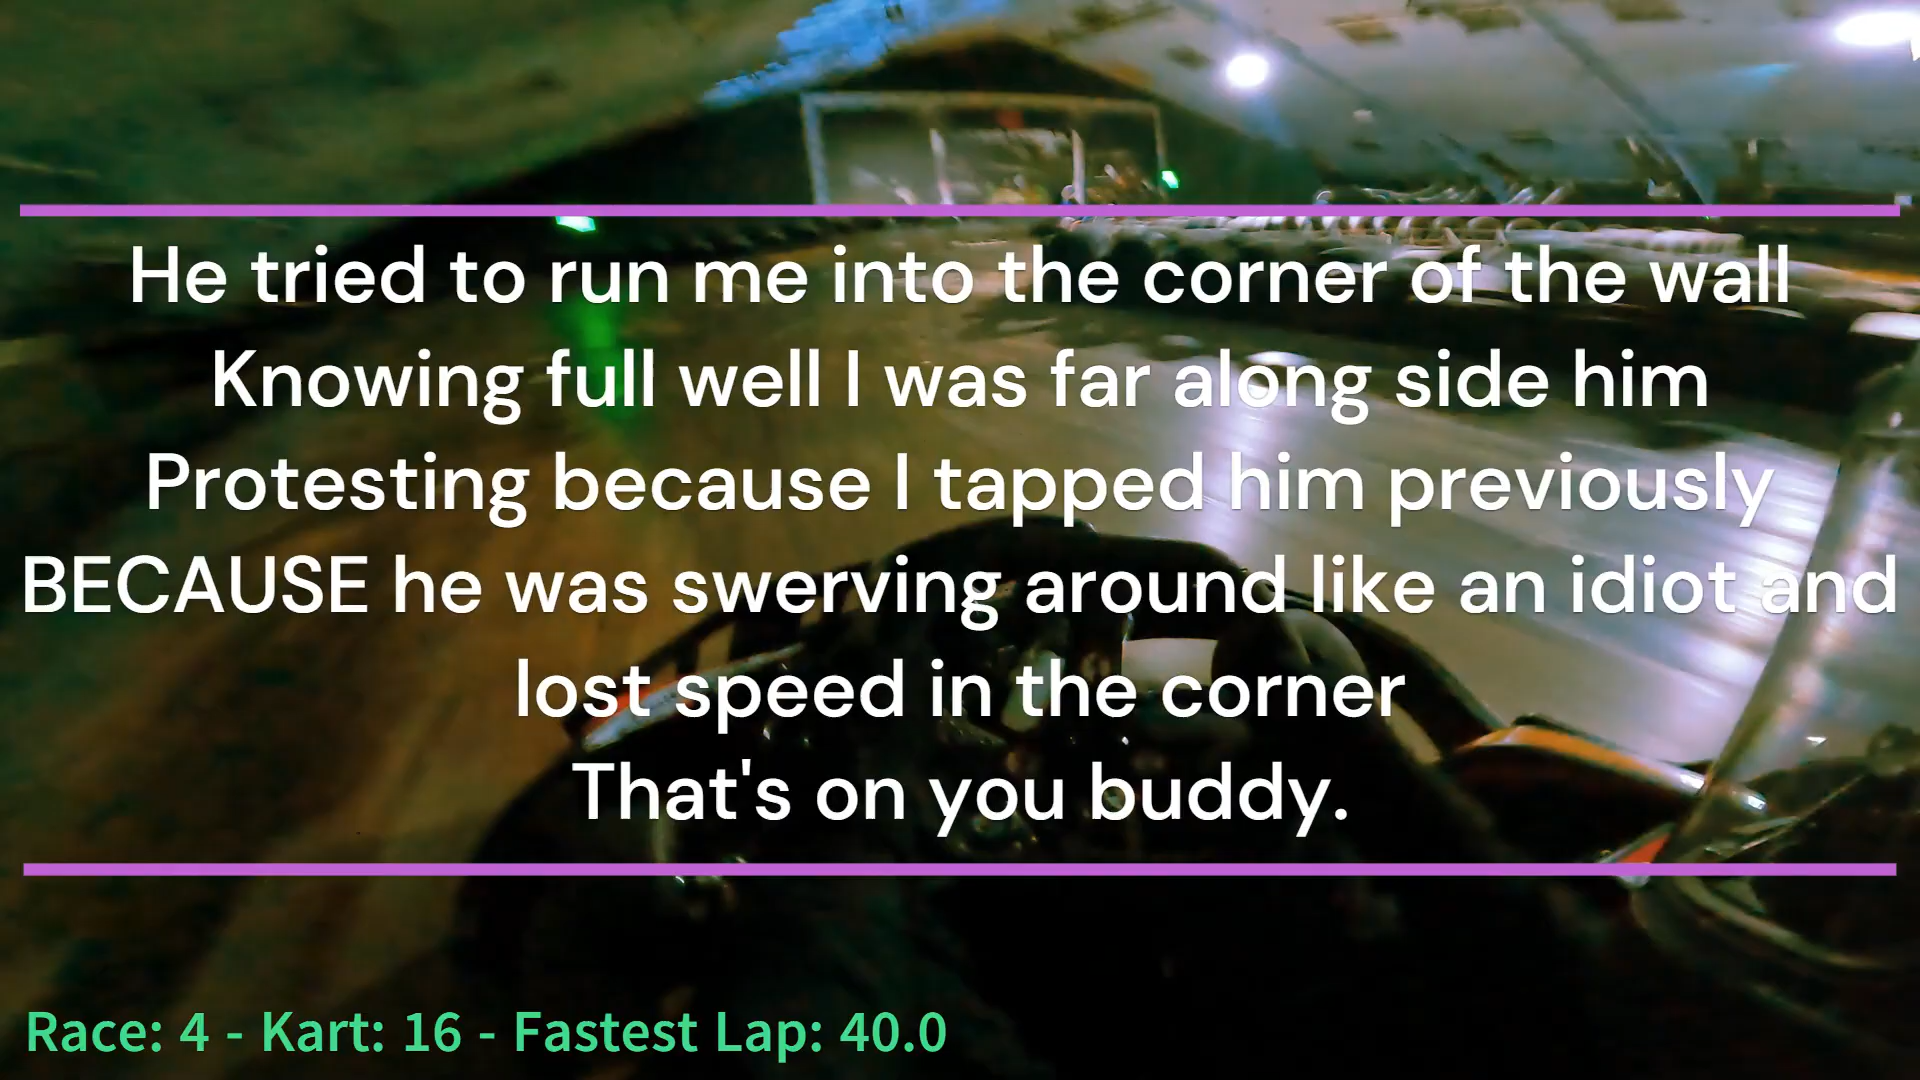 He tried to run me into the corner of the wall
Knowing full well I was far along side him
Protesting because I tapped him previously
BECAUSE he was swerving around like an idiot and
lost speed in the corner
That's on you buddy.
Race: 4 - Kart: 16 - Fastest Lap: 40.0